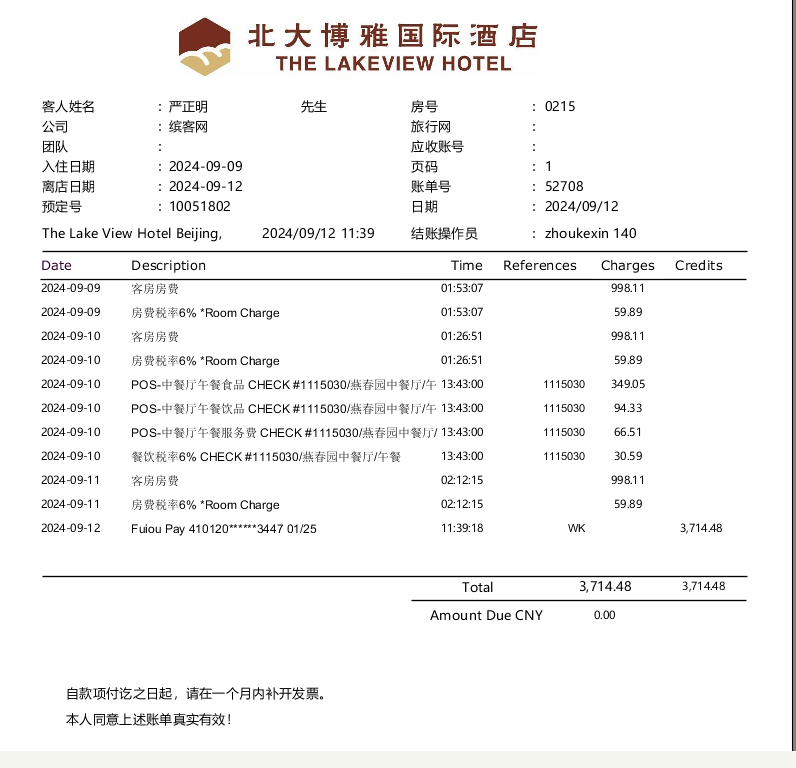 北大博雅国际酒店
THE LAKEVIEW HOTEL
客人姓名 : 严正明 先生 房号 : 0215
公司 : 缤客网 旅行网 :
团队 : 应收账号 :
入住日期 : 2024-09-09 页码 : 1
离店日期 : 2024-09-12 账单号 : 52708
预定号 : 10051802 日期 : 2024/09/12
The Lake View Hotel Beijing, 2024/09/12 11:39 结账操作员 : zhoukexin 140
Date Description Time References Charges Credits
2024-09-09 客房房费 01:53:07 998.11
2024-09-09 房费税率6% *Room Charge 01:53:07 59.89
2024-09-10 客房房费 01:26:51 998.11
2024-09-10 房费税率6% *Room Charge 01:26:51 59.89
2024-09-10 POS-中餐厅午餐食品 CHECK #1115030/燕春园中餐厅/午 13:43:00 1115030 349.05
2024-09-10 POS-中餐厅午餐饮品 CHECK #1115030/燕春园中餐厅/午 13:43:00 1115030 94.33
2024-09-10 POS-中餐厅午餐服务费 CHECK #1115030/燕春园中餐厅/ 13:43:00 1115030 66.51
2024-09-10 餐饮税率6% CHECK #1115030/燕春园中餐厅/午餐 13:43:00 1115030 30.59
2024-09-11 客房房费 02:12:15 998.11
2024-09-11 房费税率6% *Room Charge 02:12:15 59.89
2024-09-12 Fuiou Pay 410120******3447 01/25 11:39:18 WK 3,714.48
Total 3,714.48 3,714.48
Amount Due CNY 0.00
自款项付讫之日起，请在一个月内补开发票。
本人同意上述账单真实有效！